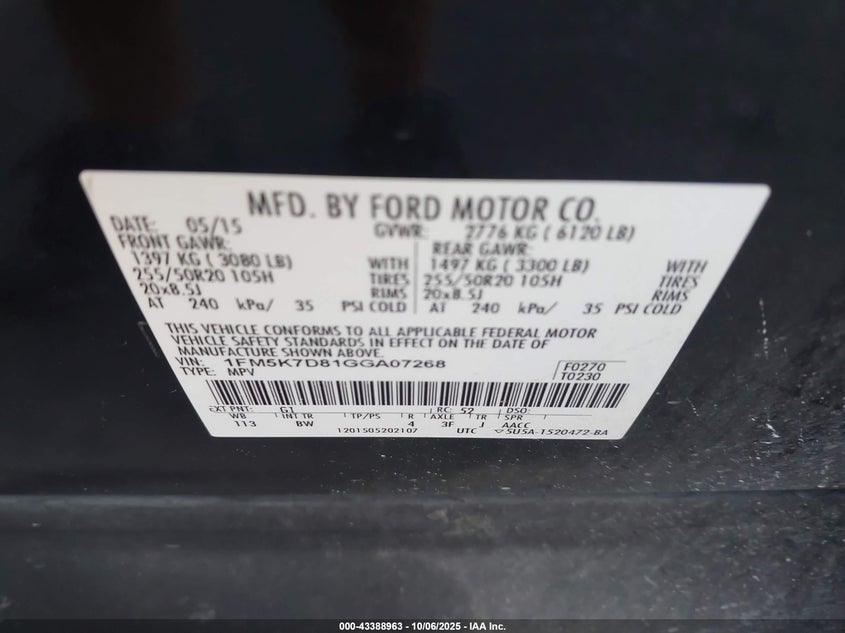 MFD. BY FORD MOTOR CO.
DATE: 05/15 GVWR: 2776 KG ( 6120 LB)
FRONT GAWR: REAR GAWR:
1397 KG ( 3080 LB) WITH 1497 KG ( 3300 LB) WITH
255/50R20 105H TIRES 255/50R20 105H TIRES
20x8.5J RIMS 20x8.5J RIMS
AT 240 kPa/ 35 PSI COLD AT 240 kPa/ 35 PSI COLD
THIS VEHICLE CONFORMS TO ALL APPLICABLE FEDERAL MOTOR
VEHICLE SAFETY STANDARDS IN EFFECT ON THE DATE OF
MANUFACTURE SHOWN ABOVE.
VIN: 1FM5K7D81GGA07268 F0270
TYPE: MPV T0230
EXT PNT: G1 RC: 52 DSO:
WB INT TR TP/PS R AXLE TR SPR
113 BW 4 3F J AACC
1201505202107 UTC ▽5U5A-1520472-BA
000-43388963 - 10/06/2025 - IAA Inc.